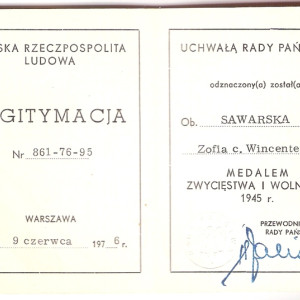 SKA RZECZPOSPOLITA
LUDOWA
GITYMACJA
Nr 861-76-95
WARSZAWA
9 czerwca 1976 r.
UCHWAŁĄ RADY PAŃ
odznaczony(a) został(a
Ob. SAWARSKA
Zofia c. Wincente
MEDALEM
ZWYCIĘSTWA I WOLN
1945 r.
PRZEWODNI
RADY PAŃ